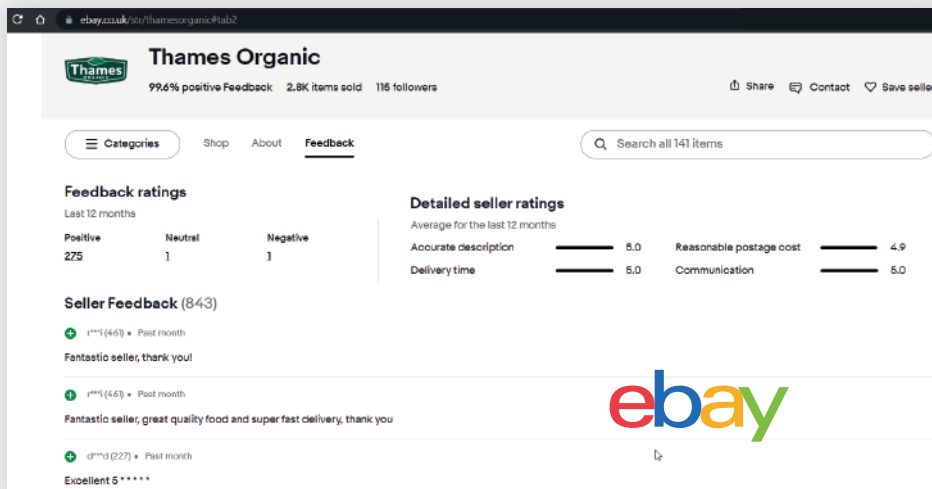 ebay.co.uk/str/thamesorganic#tab2
Thames
ORGANIC
Thames Organic
99.6% positive Feedback 2.8K items sold 115 followers
Share Contact Save seller
Categories Shop About Feedback
Search all 141 items
Feedback ratings
Last 12 months
Positive Neutral Negative
275 1 1
Detailed seller ratings
Average for the last 12 months
Accurate description 5.0 Reasonable postage cost 4.9
Delivery time 5.0 Communication 5.0
Seller Feedback (843)
r***i (461) • Past month
Fantastic seller, thank you!
r***i (461) • Past month
Fantastic seller, great quality food and super fast delivery, thank you
d***d (227) • Past month
Excellent 5 * * * * *
ebay